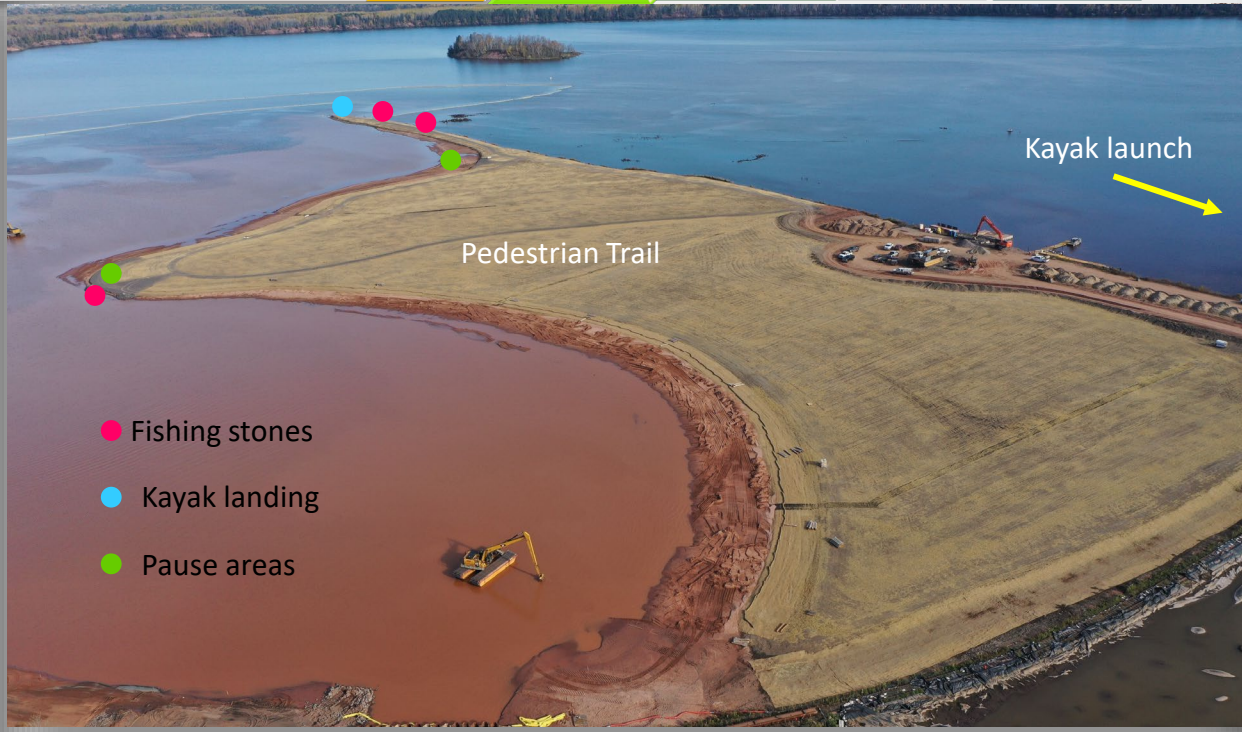 Kayak launch
Pedestrian Trail
Fishing stones
Kayak landing
Pause areas